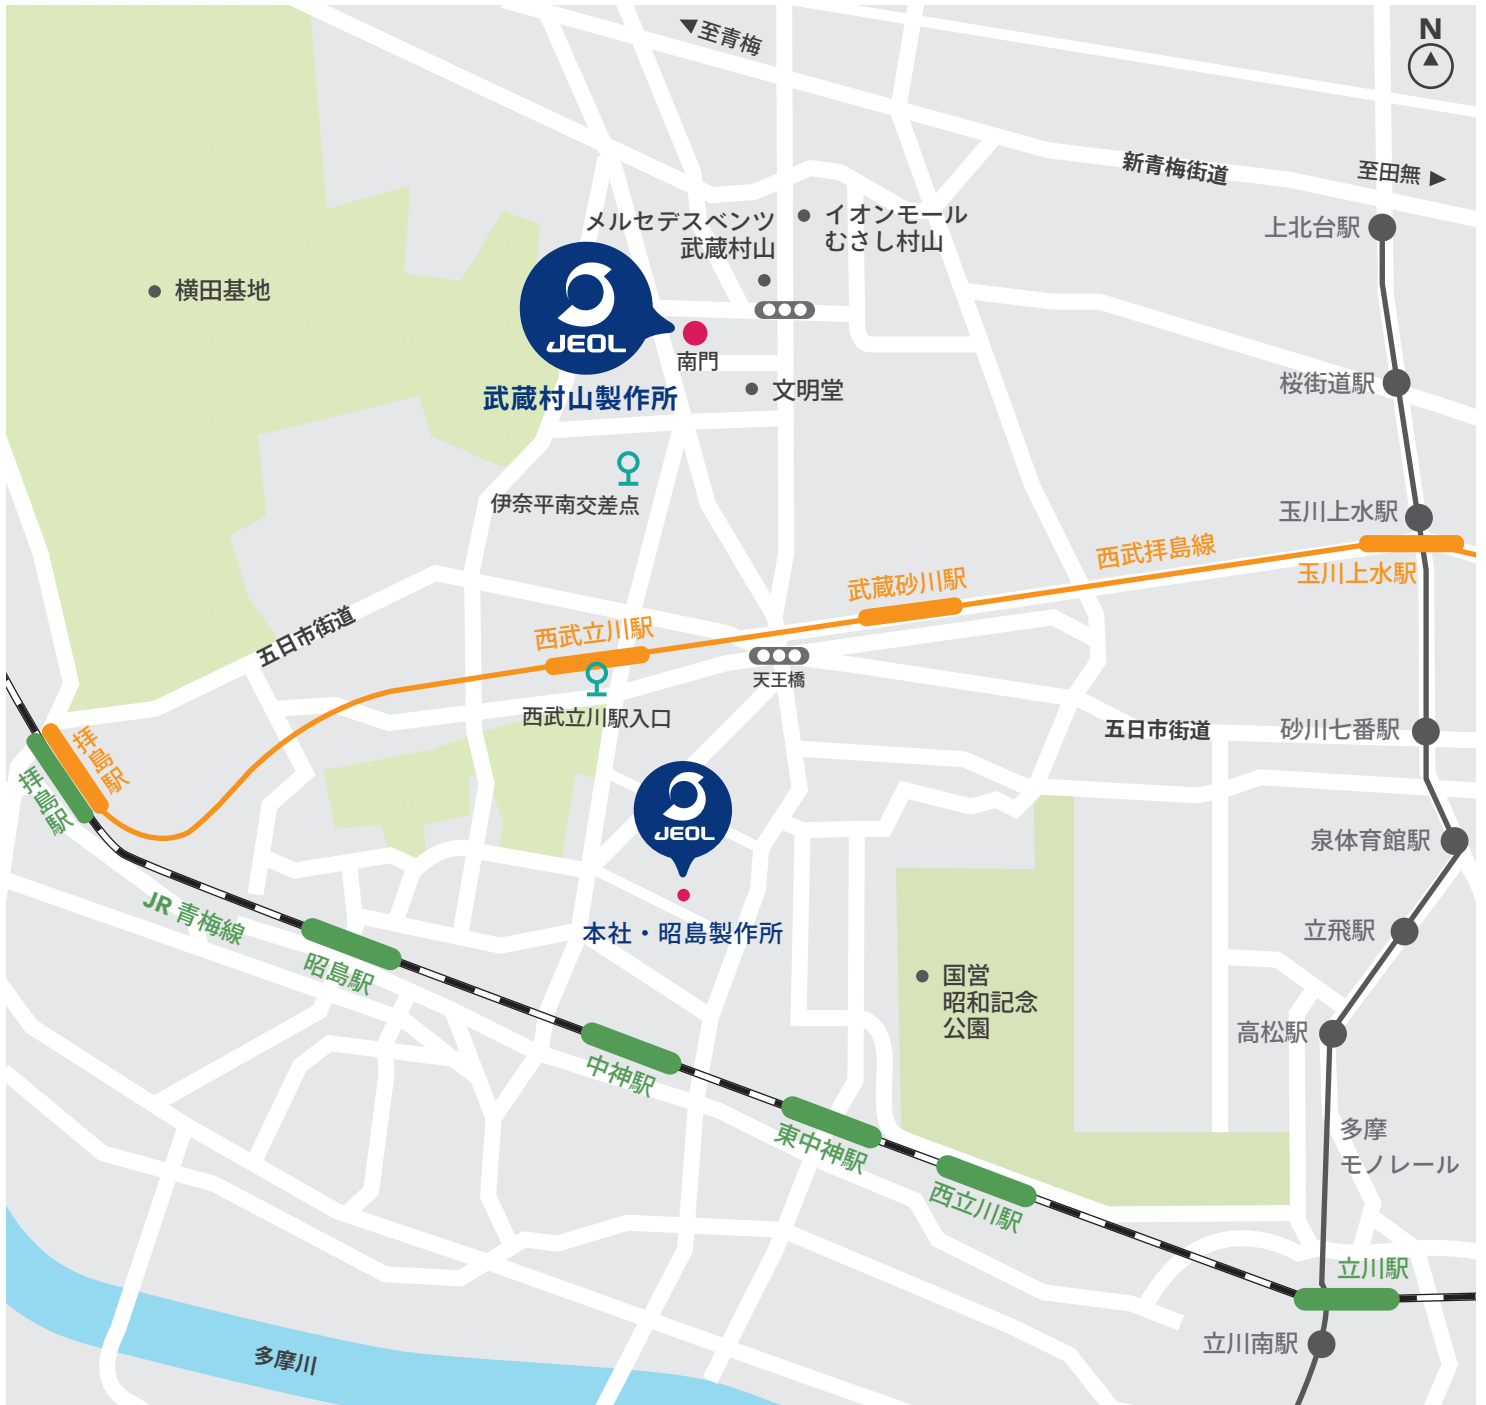 至青梅
N
新青梅街道
至田無
上北台駅
メルセデスベンツ
武蔵村山
イオンモール
むさし村山
横田基地
JEOL
南門
武蔵村山製作所
文明堂
桜街道駅
伊奈平南交差点
玉川上水駅
玉川上水駅
西武拝島線
武蔵砂川駅
西武立川駅
五日市街道
天王橋
西武立川駅入口
五日市街道
砂川七番駅
拝島駅
拝島駅
JEOL
泉体育館駅
JR 青梅線
昭島駅
本社・昭島製作所
立飛駅
国営
昭和記念
公園
高松駅
中神駅
東中神駅
西立川駅
多摩
モノレール
立川駅
立川南駅
多摩川